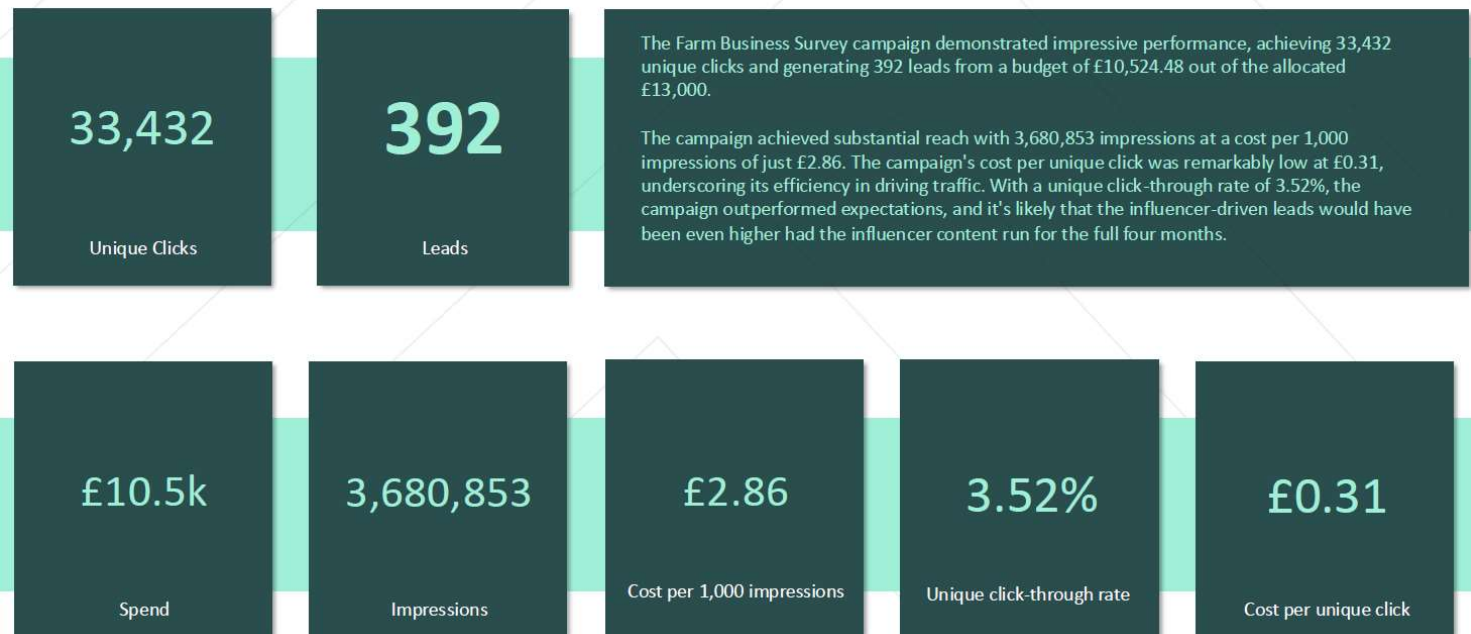 33,432
Unique Clicks
392
Leads
The Farm Business Survey campaign demonstrated impressive performance, achieving 33,432
unique clicks and generating 392 leads from a budget of £10,524.48 out of the allocated
£13,000.
The campaign achieved substantial reach with 3,680,853 impressions at a cost per 1,000
impressions of just £2.86. The campaign's cost per unique click was remarkably low at £0.31,
underscoring its efficiency in driving traffic. With a unique click-through rate of 3.52%, the
campaign outperformed expectations, and it's likely that the influencer-driven leads would have
been even higher had the influencer content run for the full four months.
£10.5k
Spend
3,680,853
Impressions
£2.86
Cost per 1,000 impressions
3.52%
Unique click-through rate
£0.31
Cost per unique click